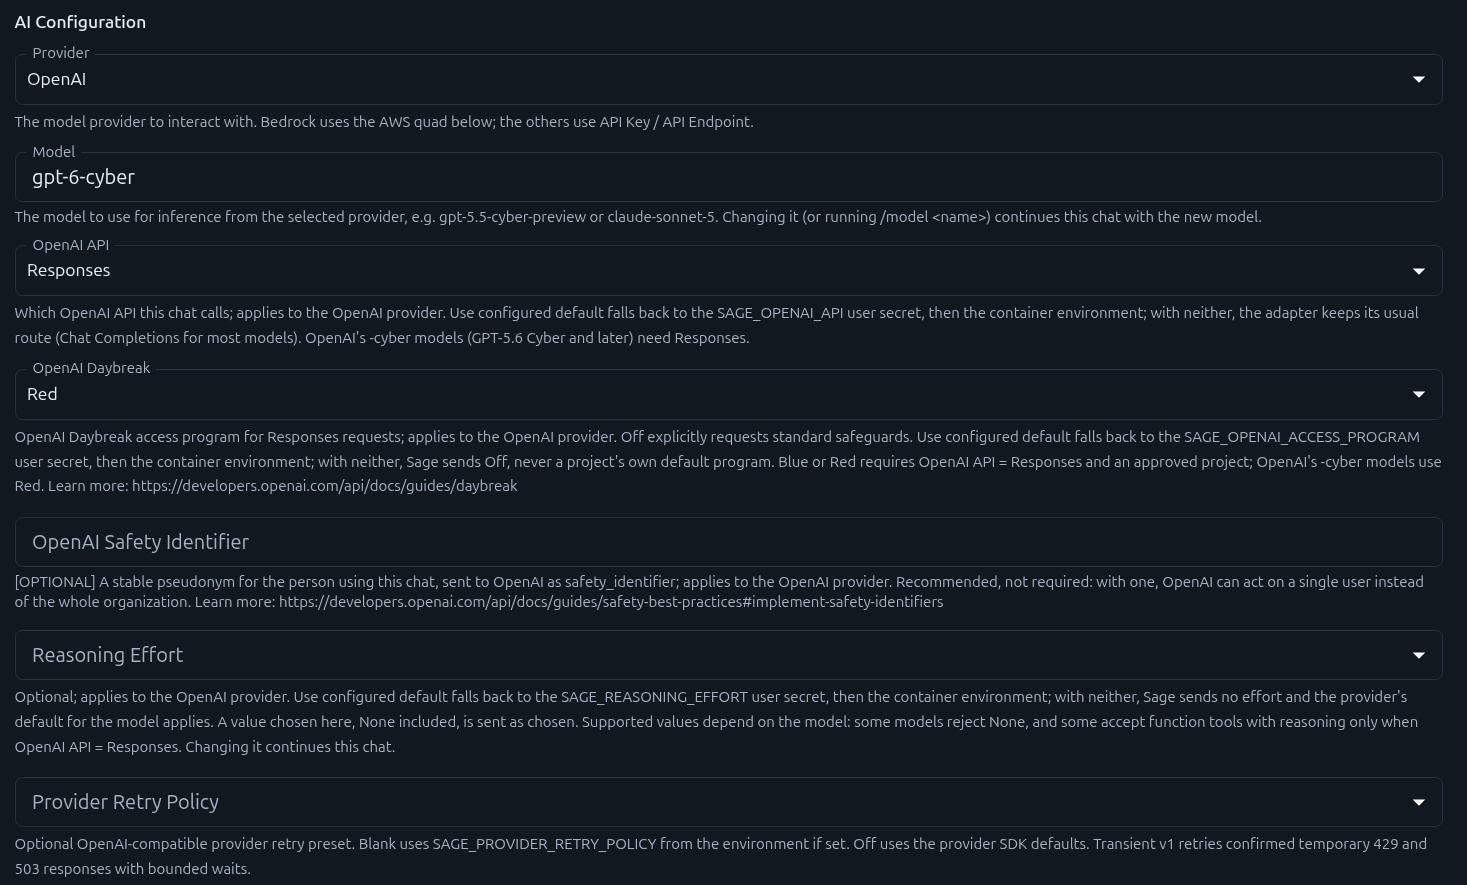 AI Configuration
Provider
OpenAI
The model provider to interact with. Bedrock uses the AWS quad below; the others use API Key / API Endpoint.
Model
gpt-6-cyber
The model to use for inference from the selected provider, e.g. gpt-5.5-cyber-preview or claude-sonnet-5. Changing it (or running /model <name>) continues this chat with the new model.
OpenAI API
Responses
Which OpenAI API this chat calls; applies to the OpenAI provider. Use configured default falls back to the SAGE_OPENAI_API user secret, then the container environment; with neither, the adapter keeps its usual
route (Chat Completions for most models). OpenAI's -cyber models (GPT-5.6 Cyber and later) need Responses.
OpenAI Daybreak
Red
OpenAI Daybreak access program for Responses requests; applies to the OpenAI provider. Off explicitly requests standard safeguards. Use configured default falls back to the SAGE_OPENAI_ACCESS_PROGRAM
user secret, then the container environment; with neither, Sage sends Off, never a project's own default program. Blue or Red requires OpenAI API = Responses and an approved project; OpenAI's -cyber models use
Red. Learn more: https://developers.openai.com/api/docs/guides/daybreak
OpenAI Safety Identifier
[OPTIONAL] A stable pseudonym for the person using this chat, sent to OpenAI as safety_identifier; applies to the OpenAI provider. Recommended, not required: with one, OpenAI can act on a single user instead
of the whole organization. Learn more: https://developers.openai.com/api/docs/guides/safety-best-practices#implement-safety-identifiers
Reasoning Effort
Optional; applies to the OpenAI provider. Use configured default falls back to the SAGE_REASONING_EFFORT user secret, then the container environment; with neither, Sage sends no effort and the provider's
default for the model applies. A value chosen here, None included, is sent as chosen. Supported values depend on the model: some models reject None, and some accept function tools with reasoning only when
OpenAI API = Responses. Changing it continues this chat.
Provider Retry Policy
Optional OpenAI-compatible provider retry preset. Blank uses SAGE_PROVIDER_RETRY_POLICY from the environment if set. Off uses the provider SDK defaults. Transient v1 retries confirmed temporary 429 and
503 responses with bounded waits.